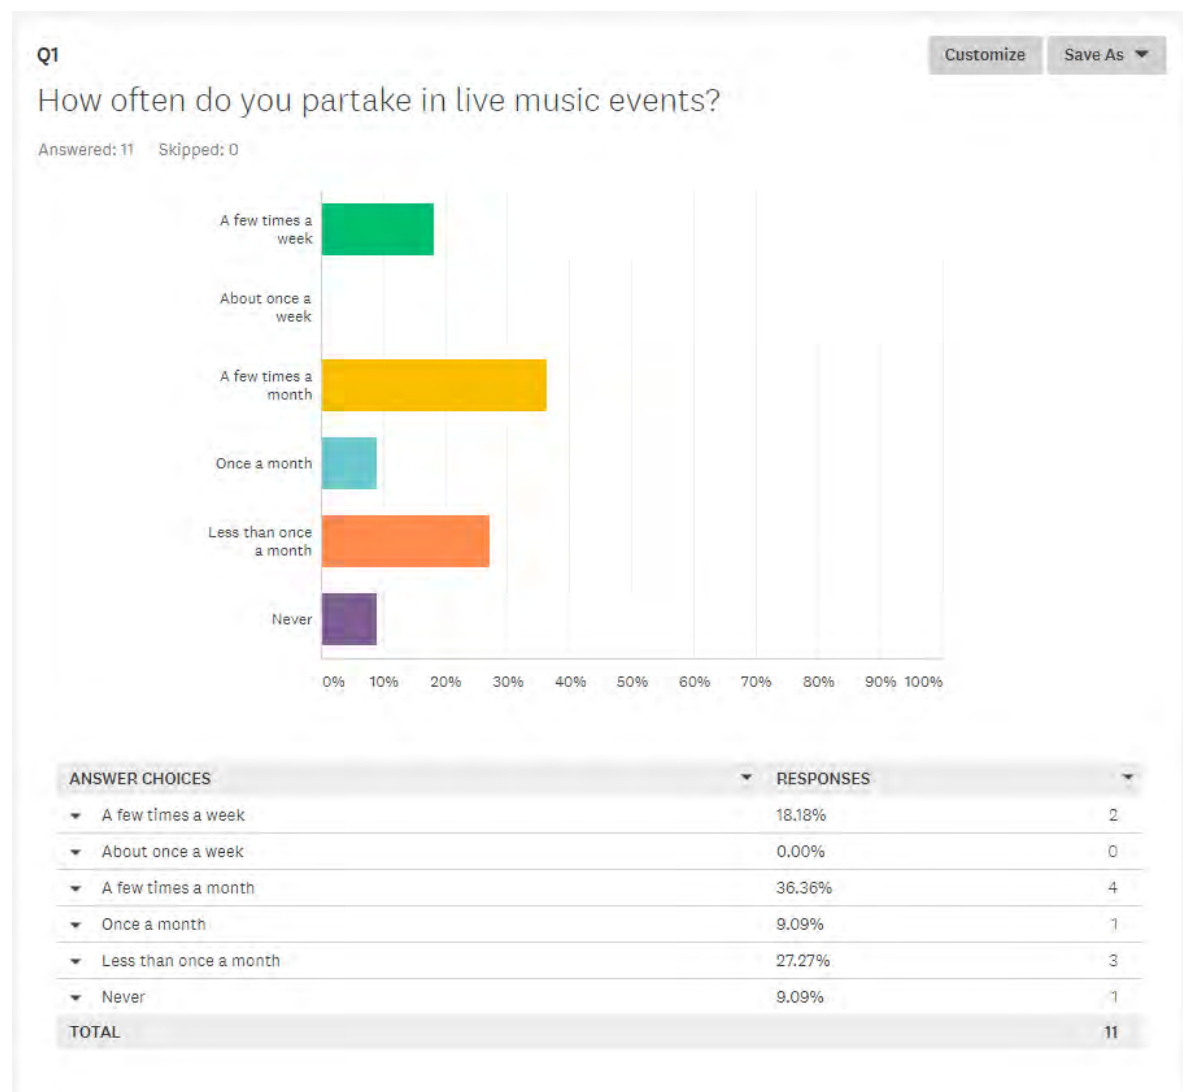 Q1
Customize
Save As
How often do you partake in live music events?
Answered: 11 Skipped: 0
A few times a
week
About once a
week
A few times a
month
Once a month
Less than once
a month
Never
0% 10% 20% 30% 40% 50% 60% 70% 80% 90% 100%
ANSWER CHOICES RESPONSES
A few times a week 18.18% 2
About once a week 0.00% 0
A few times a month 36.36% 4
Once a month 9.09% 1
Less than once a month 27.27% 3
Never 9.09% 1
TOTAL 11